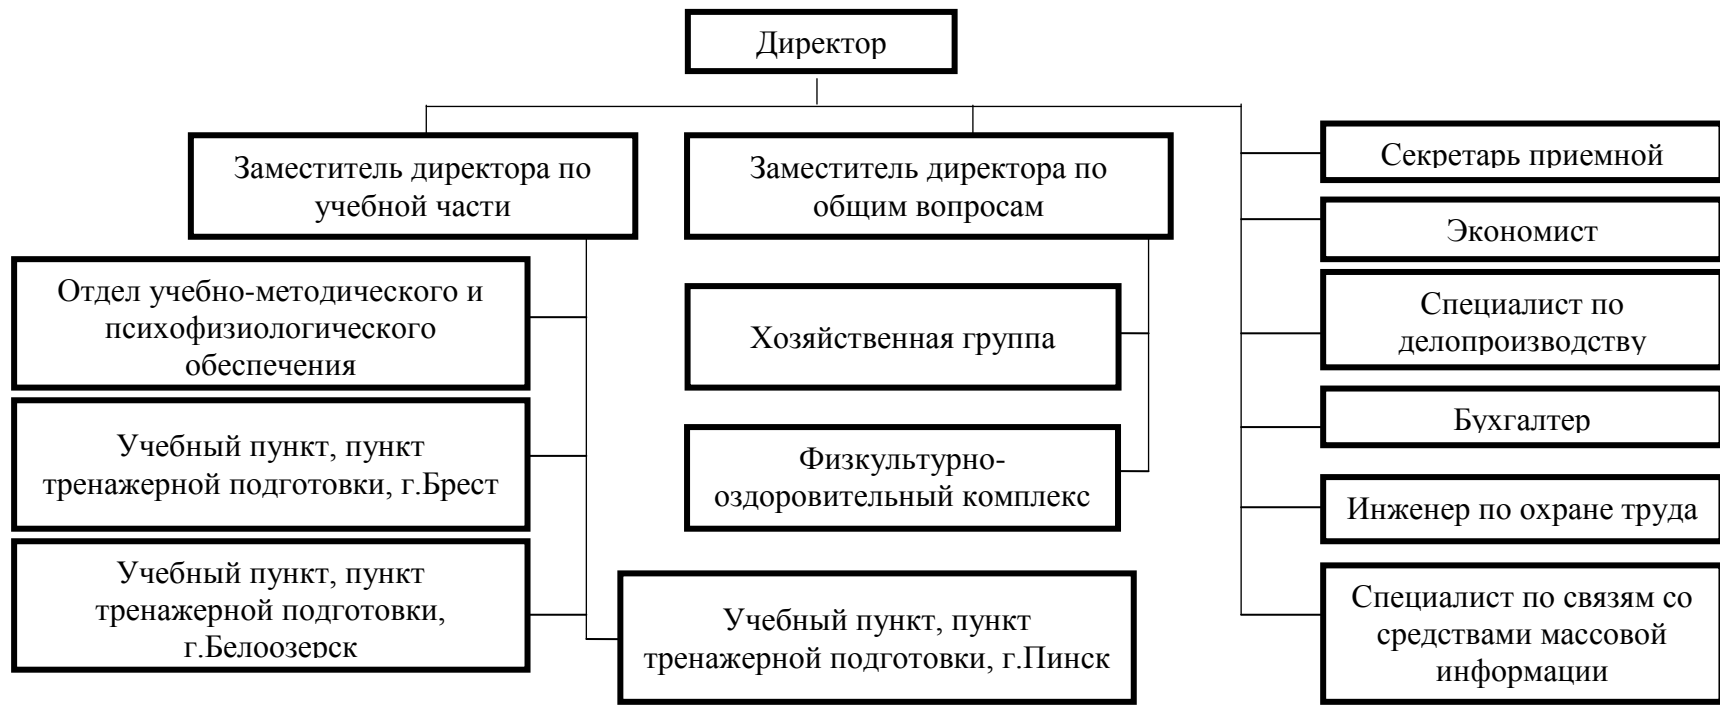 Директор
Заместитель директора по
учебной части
Заместитель директора по
общим вопросам
Секретарь приемной
Экономист
Специалист по
делопроизводству
Бухгалтер
Инженер по охране труда
Специалист по связям со
средствами массовой
информации
Отдел учебно-методического и
психофизиологического
обеспечения
Учебный пункт, пункт
тренажерной подготовки, г.Брест
Учебный пункт, пункт
тренажерной подготовки,
г.Белоозерск
Учебный пункт, пункт
тренажерной подготовки, г.Пинск
Хозяйственная группа
Физкультурно-
оздоровительный комплекс